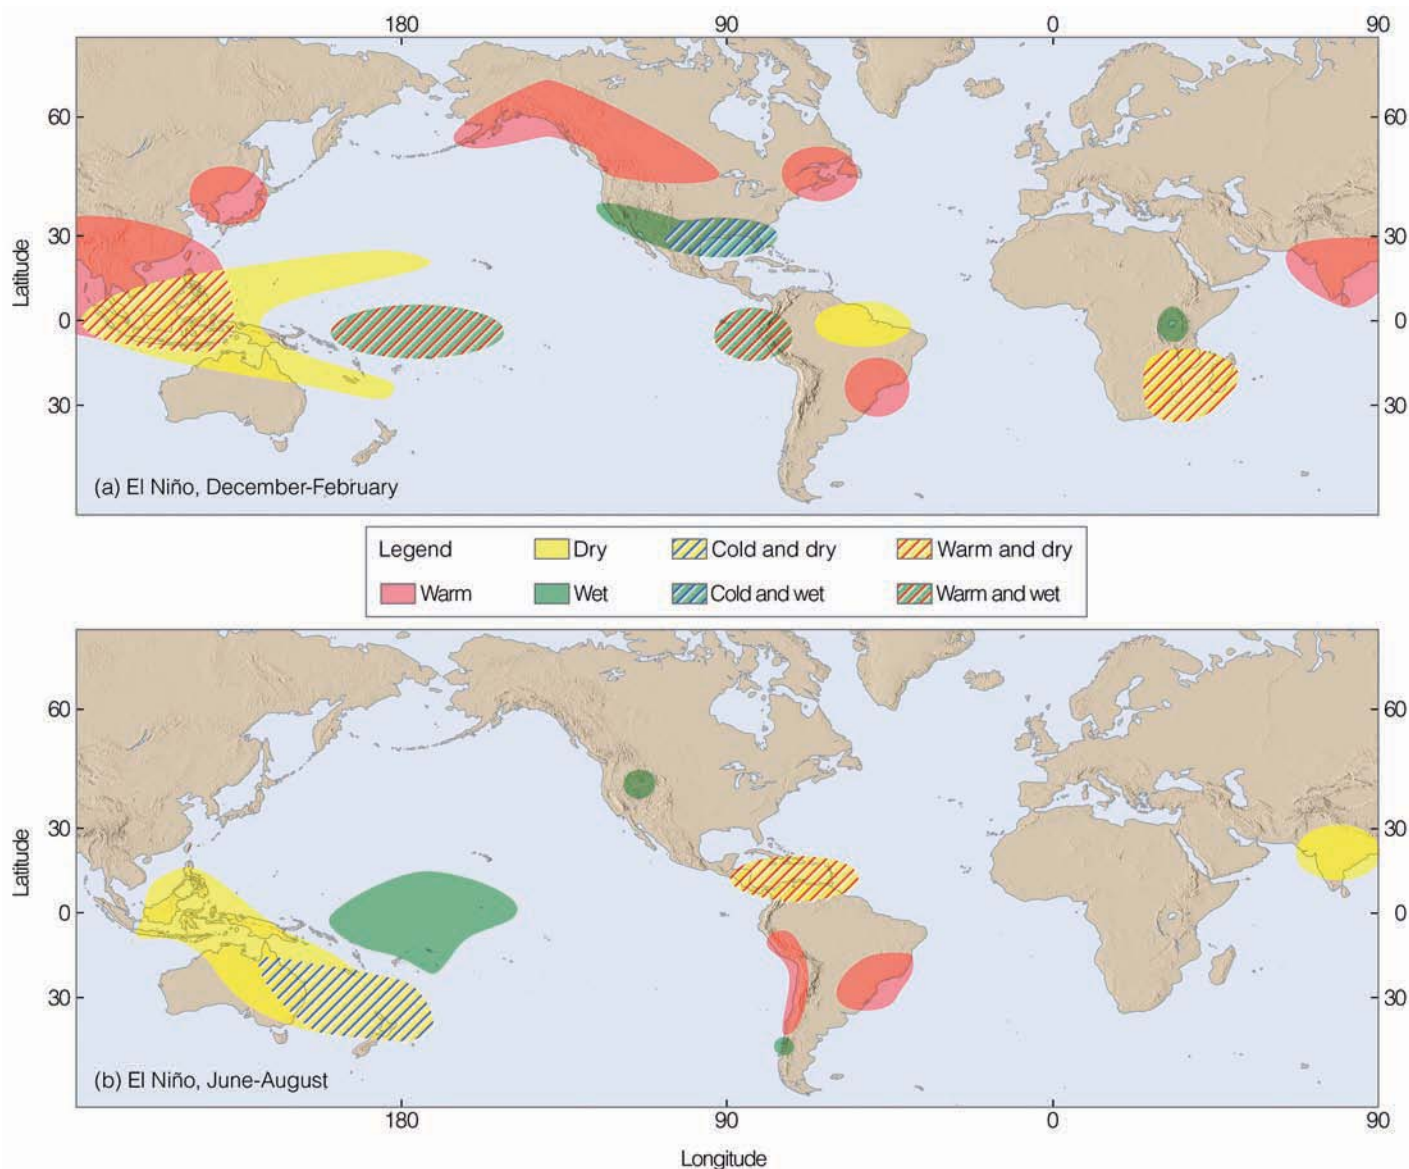 180 90 0 90
60 60
30 30
Latitude
0 0
30 30
(a) El Niño, December-February
Legend Dry Cold and dry Warm and dry
Warm Wet Cold and wet Warm and wet
60 60
30 30
Latitude
0 0
30 30
(b) El Niño, June-August
180 90 0 90
Longitude